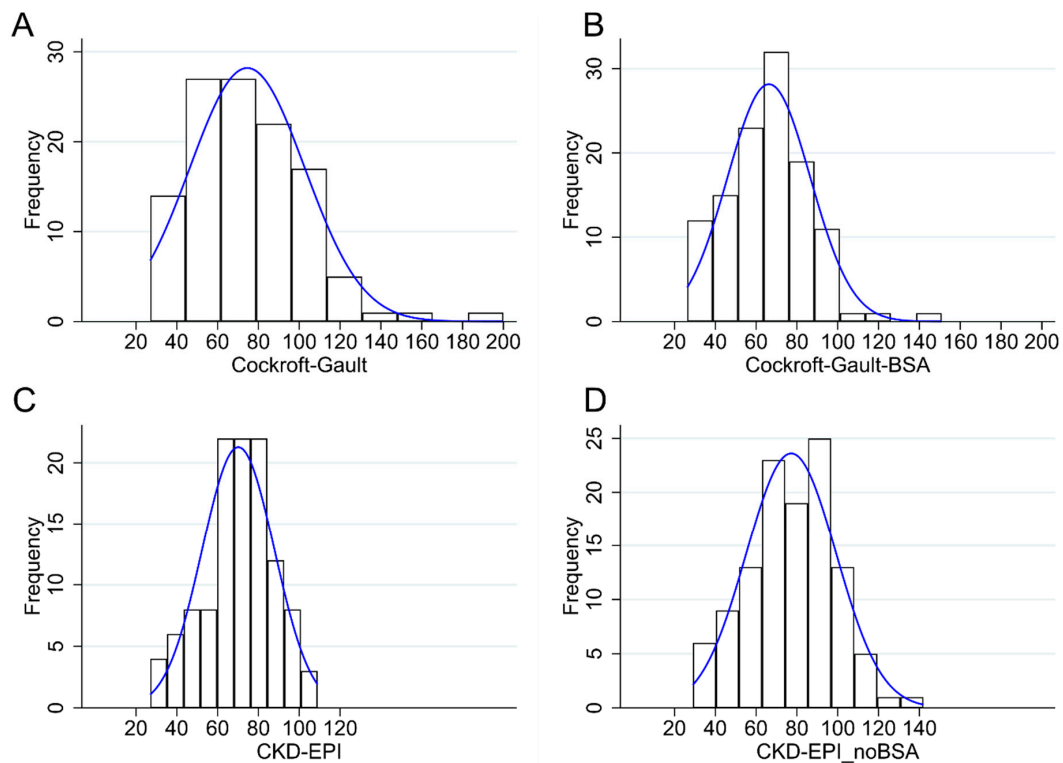 A
Frequency
0 10 20 30
20 40 60 80 100 120 140 160 180 200
Cockroft-Gault
B
Frequency
0 10 20 30
20 40 60 80 100 120 140 160 180 200
Cockroft-Gault-BSA
C
Frequency
0 5 10 15 20
20 40 60 80 100 120
CKD-EPI
D
Frequency
0 5 10 15 20 25
20 40 60 80 100 120 140
CKD-EPI_noBSA